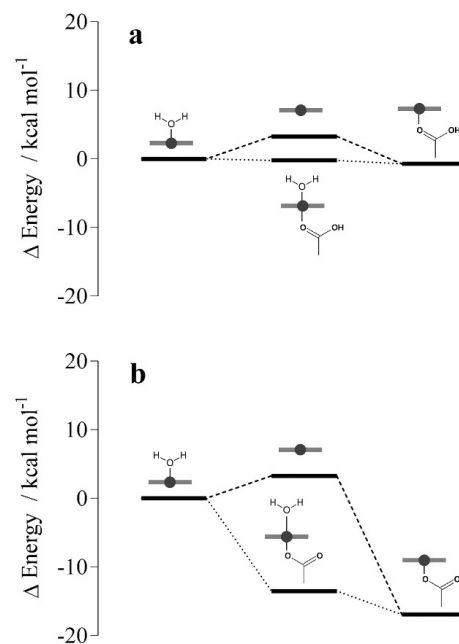 a
20
10
0
-10
-20
Δ Energy / kcal mol⁻¹
H H
O
O OH
H H
O
O OH
b
20
10
0
-10
-20
Δ Energy / kcal mol⁻¹
H H
O
H H
O
O O
O O